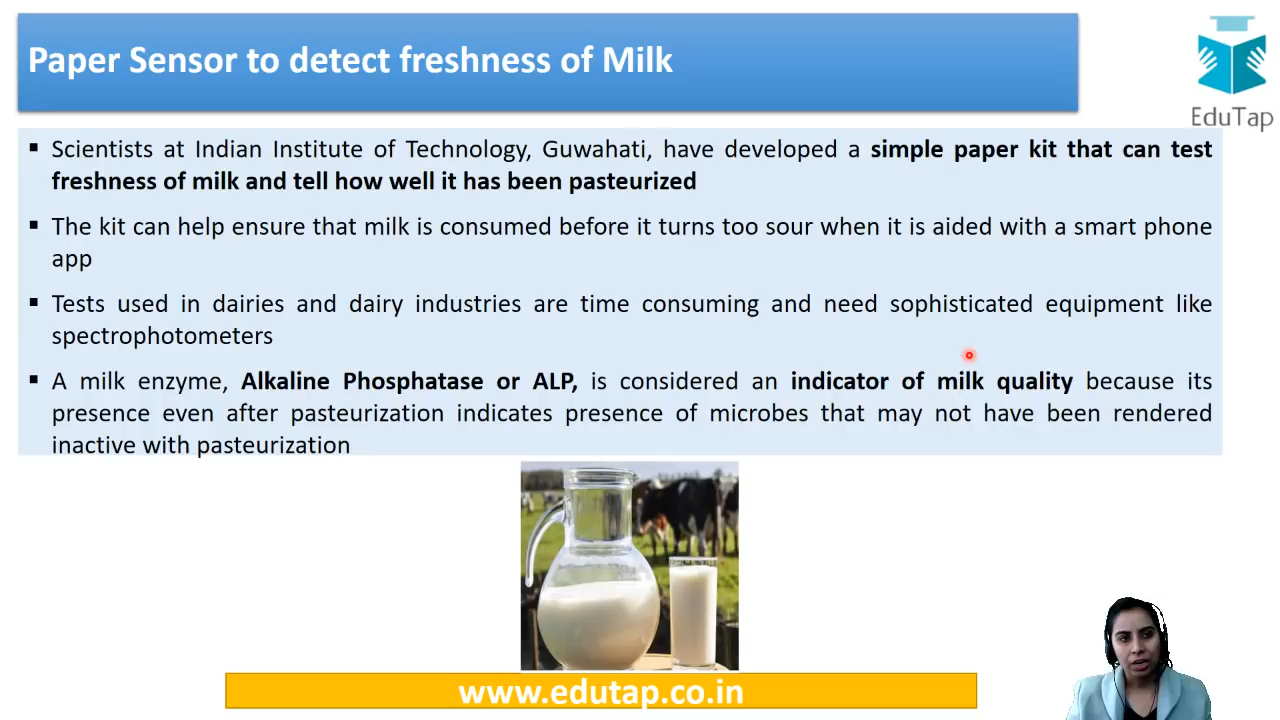 Paper Sensor to detect freshness of Milk
EduTap
▪ Scientists at Indian Institute of Technology, Guwahati, have developed a simple paper kit that can test
freshness of milk and tell how well it has been pasteurized
▪ The kit can help ensure that milk is consumed before it turns too sour when it is aided with a smart phone
app
▪ Tests used in dairies and dairy industries are time consuming and need sophisticated equipment like
spectrophotometers
▪ A milk enzyme, Alkaline Phosphatase or ALP, is considered an indicator of milk quality because its
presence even after pasteurization indicates presence of microbes that may not have been rendered
inactive with pasteurization
www.edutap.co.in